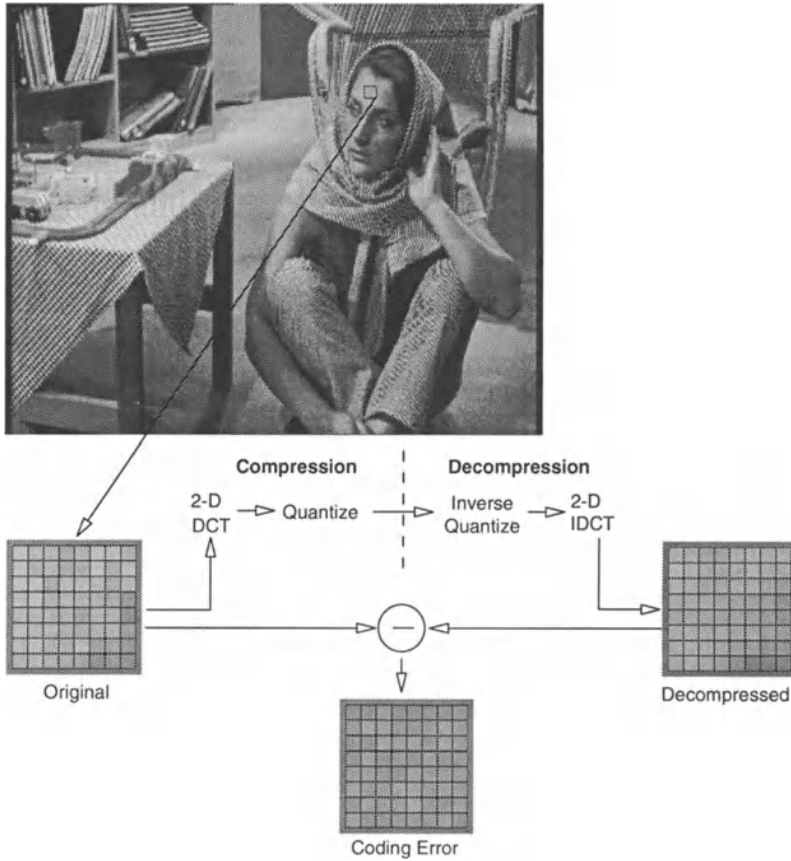 Compression
Decompression
2-D
DCT
Quantize
Inverse
Quantize
2-D
IDCT
Original
Decompressed
Coding Error